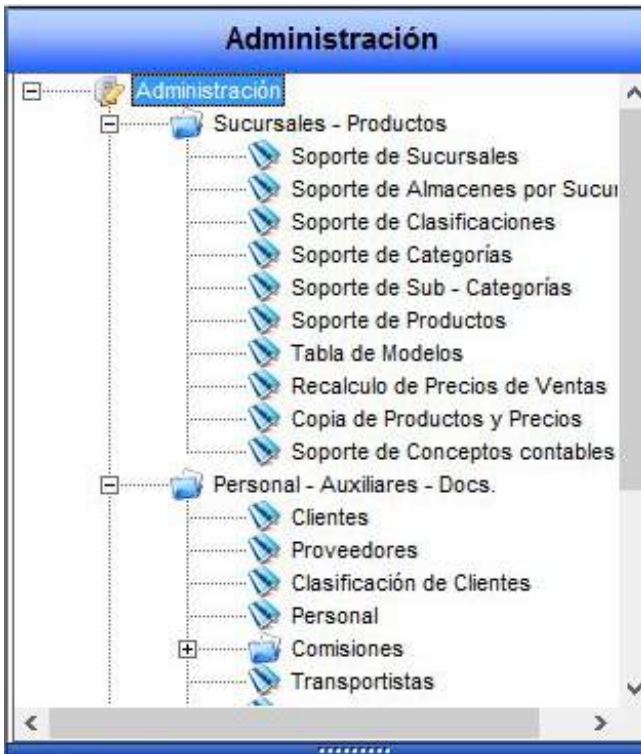 Administración
Administración
Sucursales - Productos
Soporte de Sucursales
Soporte de Almacenes por Sucur
Soporte de Clasificaciones
Soporte de Categorías
Soporte de Sub - Categorías
Soporte de Productos
Tabla de Modelos
Recalculo de Precios de Ventas
Copia de Productos y Precios
Soporte de Conceptos contables
Personal - Auxiliares - Docs.
Clientes
Proveedores
Clasificación de Clientes
Personal
Comisiones
Transportistas